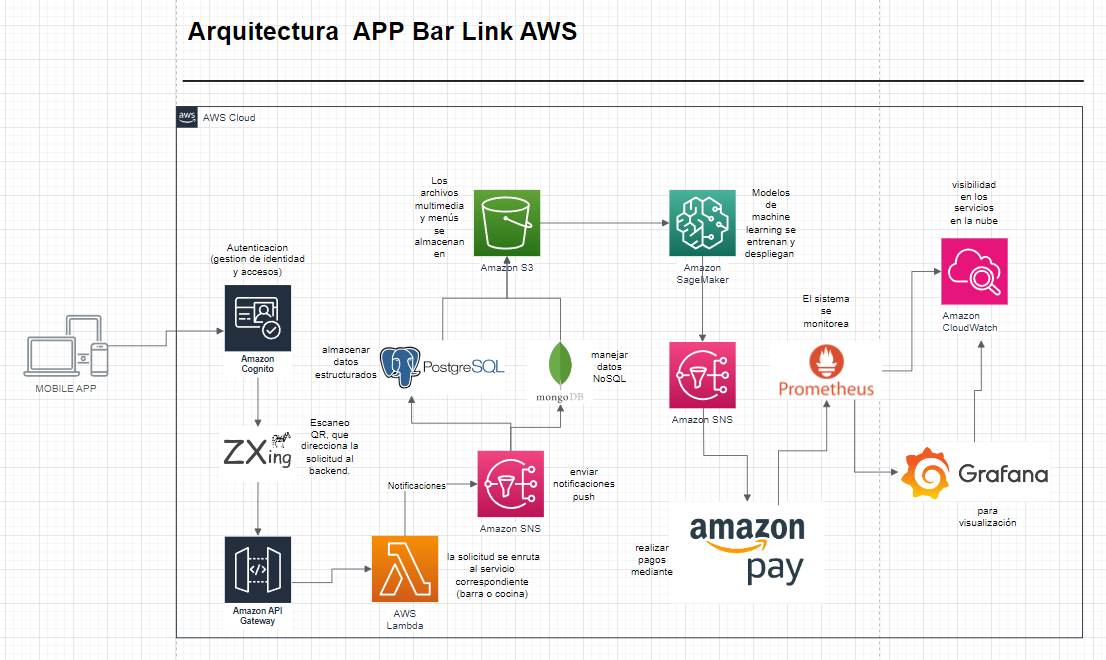 Arquitectura APP Bar Link AWS
aws
AWS Cloud
Los
archivos
multimedia
y menús
se
almacenan
en
Amazon S3
Modelos
de
machine
learning se
entrenan y
despliegan
Amazon
SageMaker
visibilidad
en los
servicios
en la nube
Amazon
CloudWatch
Autenticacion
(gestion de identidad
y accesos)
Amazon
Cognito
MOBILE APP
almacenar
datos
estructurados
PostgreSQL
mongoDB
manejar
datos
NoSQL
Amazon SNS
El sistema
se
monitorea
Prometheus
ZXing
Escaneo
QR, que
direcciona la
solicitud al
backend.
Notificaciones
Amazon SNS
enviar
notificaciones
push
Grafana
para
visualización
realizar
pagos
mediante
amazon
pay
Amazon API
Gateway
AWS
Lambda
la solicitud se enruta
al servicio
correspondiente
(barra o cocina)